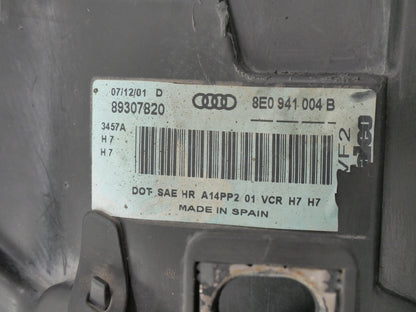 07/12/01 D
89307820
8E0 941 004 B
3457A
H7
H7
VF2
DOT SAE HR A14PP2 01 VCR H7 H7
MADE IN SPAIN